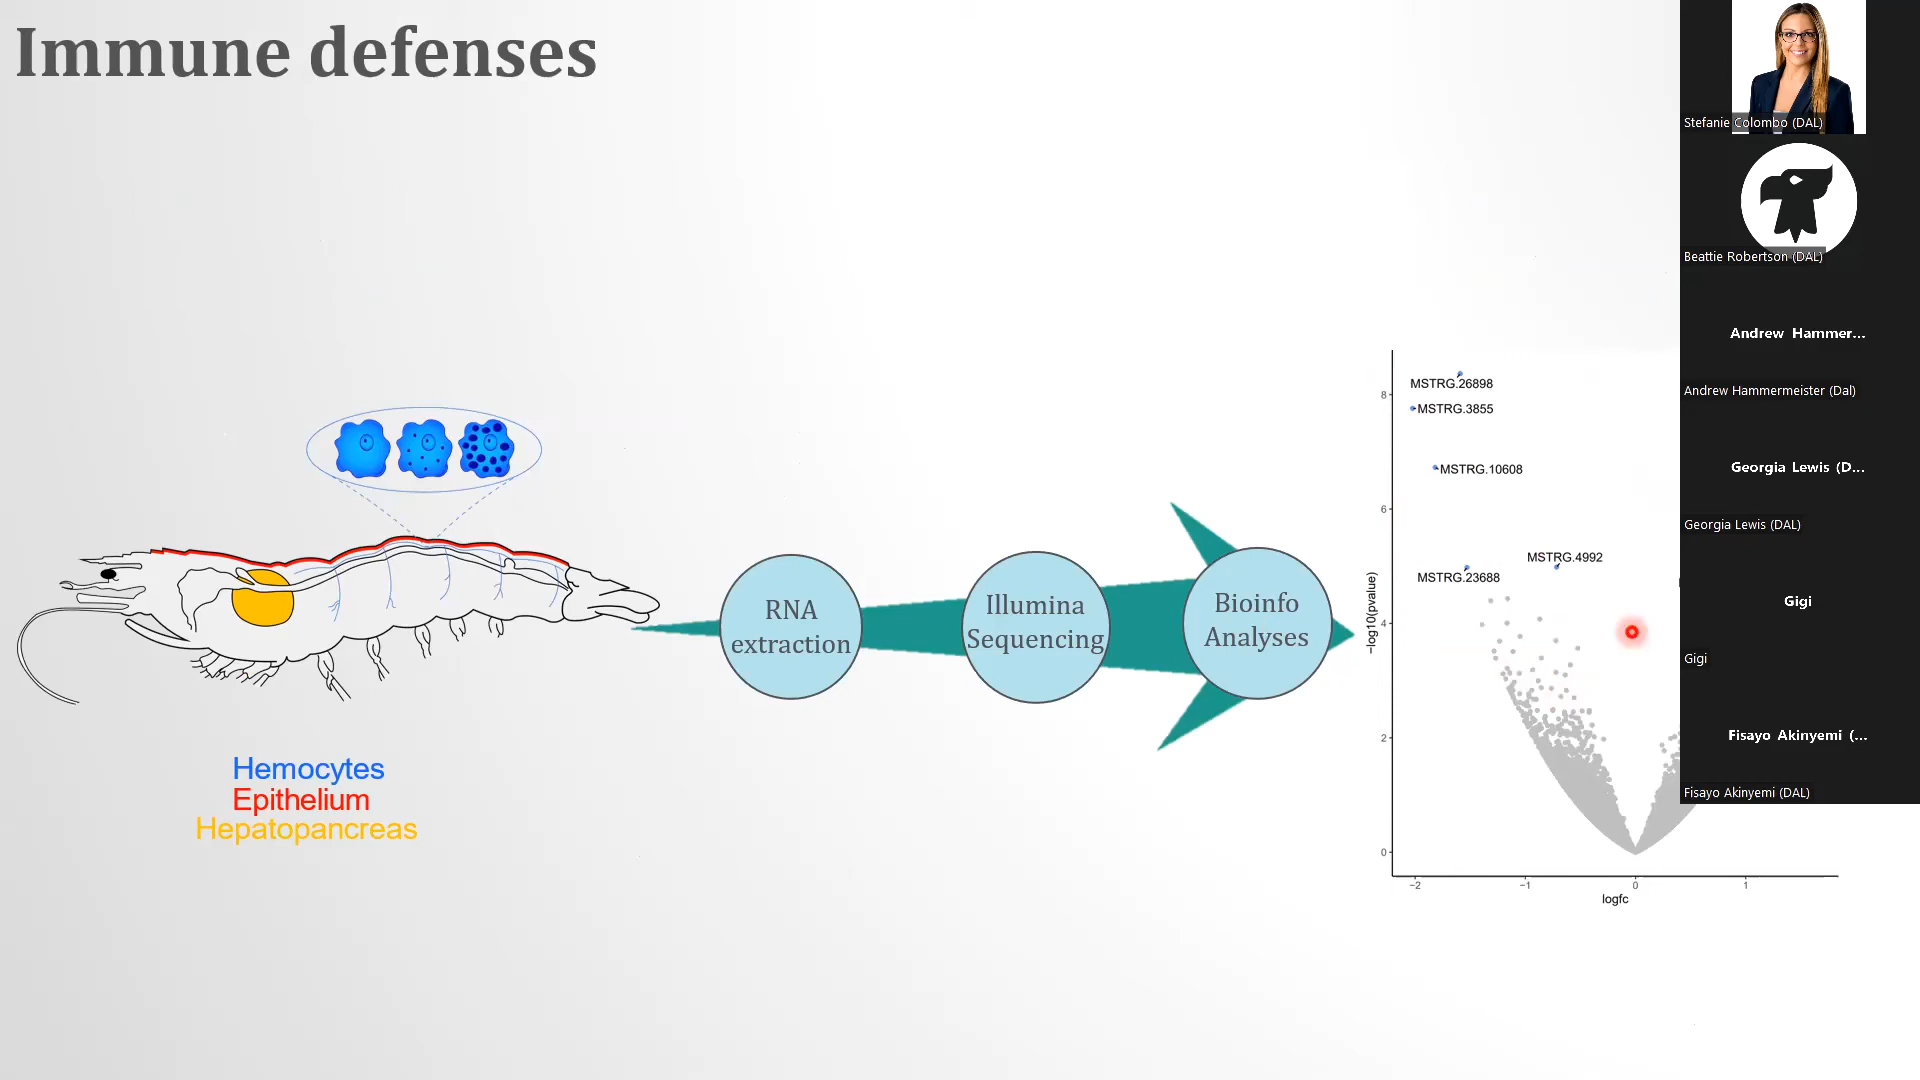 Immune defenses
Hemocytes
Epithelium
Hepatopancreas
RNA
extraction
Illumina
Sequencing
Bioinfo
Analyses
MSTRG.26898
MSTRG.3855
MSTRG.10608
MSTRG.4992
MSTRG.23688
−log10(pvalue)
8
6
4
2
0
−2
−1
0
1
logfc
Stefanie Colombo (DAL)
Beattie Robertson (DAL)
Andrew Hammer...
Andrew Hammermeister (Dal)
Georgia Lewis (D...
Georgia Lewis (DAL)
Gigi
Gigi
Fisayo Akinyemi (...
Fisayo Akinyemi (DAL)